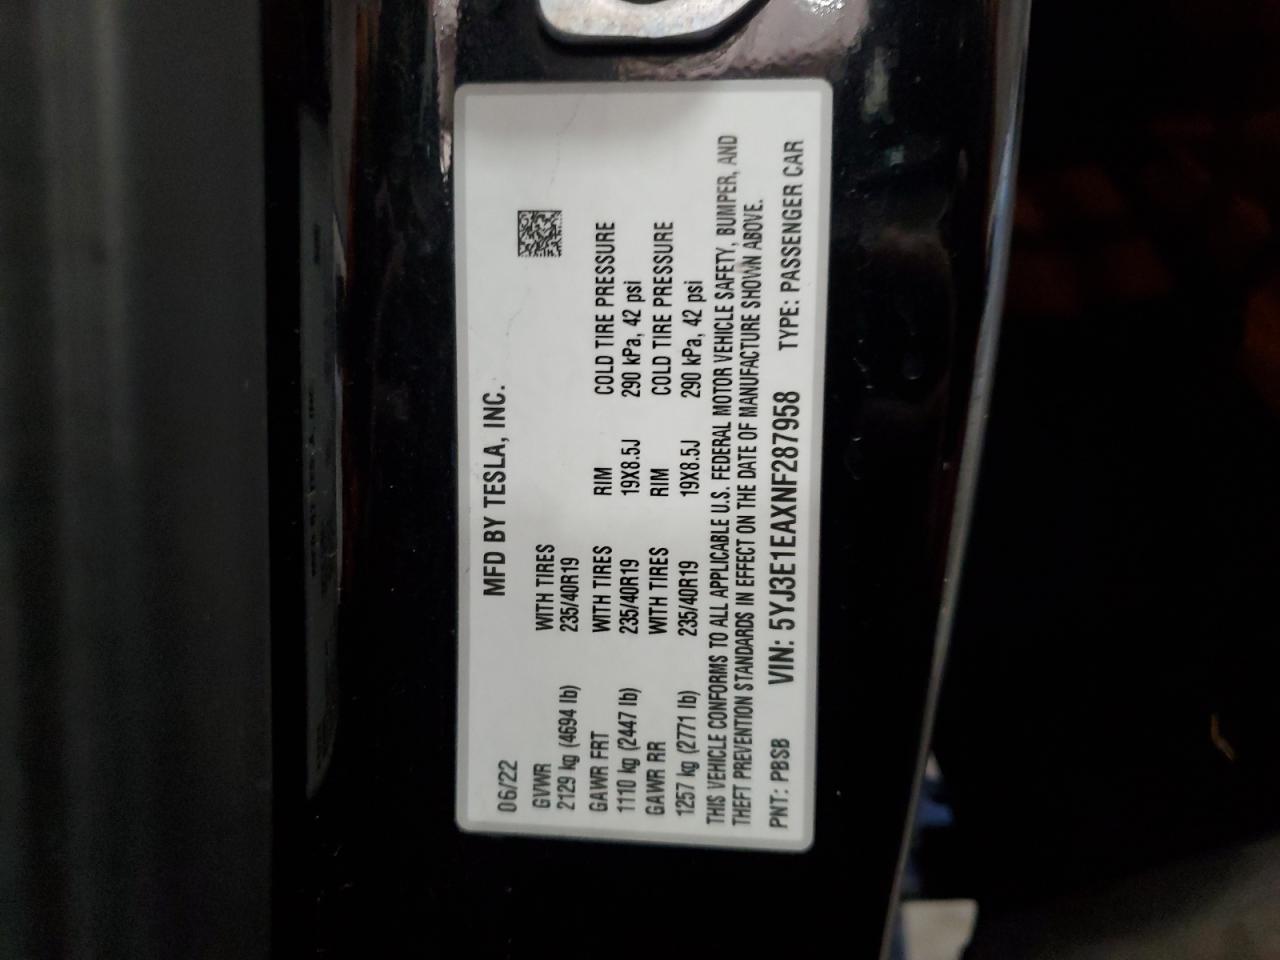 MFD BY TESLA, INC.
06/22
GVWR WITH TIRES
2129 kg (4694 lb) 235/40R19
GAWR FRT WITH TIRES RIM COLD TIRE PRESSURE
1110 kg (2447 lb) 235/40R19 19X8.5J 290 kPa, 42 psi
GAWR RR WITH TIRES RIM COLD TIRE PRESSURE
1257 kg (2771 lb) 235/40R19 19X8.5J 290 kPa, 42 psi
THIS VEHICLE CONFORMS TO ALL APPLICABLE U.S. FEDERAL MOTOR VEHICLE SAFETY, BUMPER, AND
THEFT PREVENTION STANDARDS IN EFFECT ON THE DATE OF MANUFACTURE SHOWN ABOVE.
PNT: PBSB VIN: 5YJ3E1EAXNF287958 TYPE: PASSENGER CAR